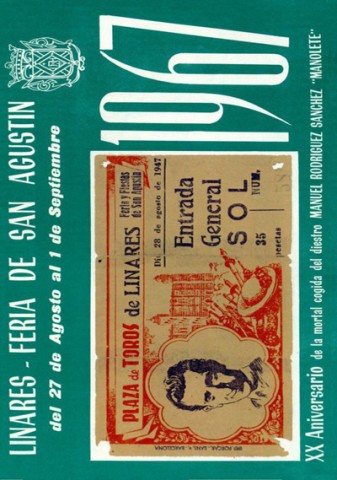 LINARES - FERIA DE SAN AGUSTIN
del 27 de Agosto al 1 de Septiembre
1967
PLAZA de TOROS de LINARES
Feria y Fiestas
de San Agustín
Día 28 de agosto de 1947
Entrada
General
SOL
NUM.
35
pesetas
XX Aniversario de la mortal cogida del diestro MANUEL RODRIGUEZ SANCHEZ "MANOLETE"